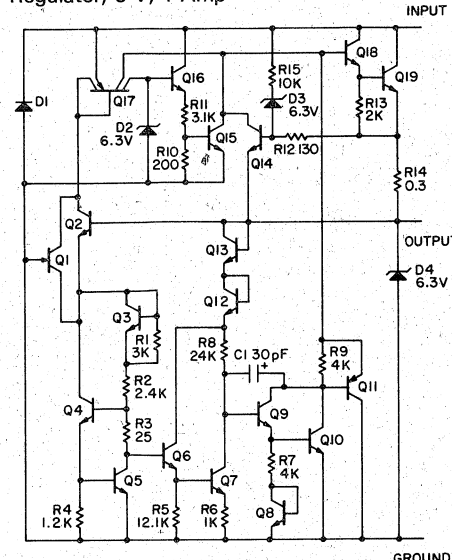 Regulator, 5 V, 1 Amp
INPUT
Q18
Q19
Q16
R15
10K
D1
Q17
R11
3.1K
D3
6.3V
R13
2K
D2
6.3V
Q15
R10
200
Q14
R12 130
R14
0.3
Q2
OUTPUT
Q13
Q1
D4
6.3V
Q12
Q3
R1
3K
R8
24K
C1 30pF
+
R9
4K
Q11
R2
2.4K
Q4
R3
25
Q9
Q6
Q10
Q5
Q7
R7
4K
R4
1.2K
R5
12.1K
R6
1K
Q8
GROUND